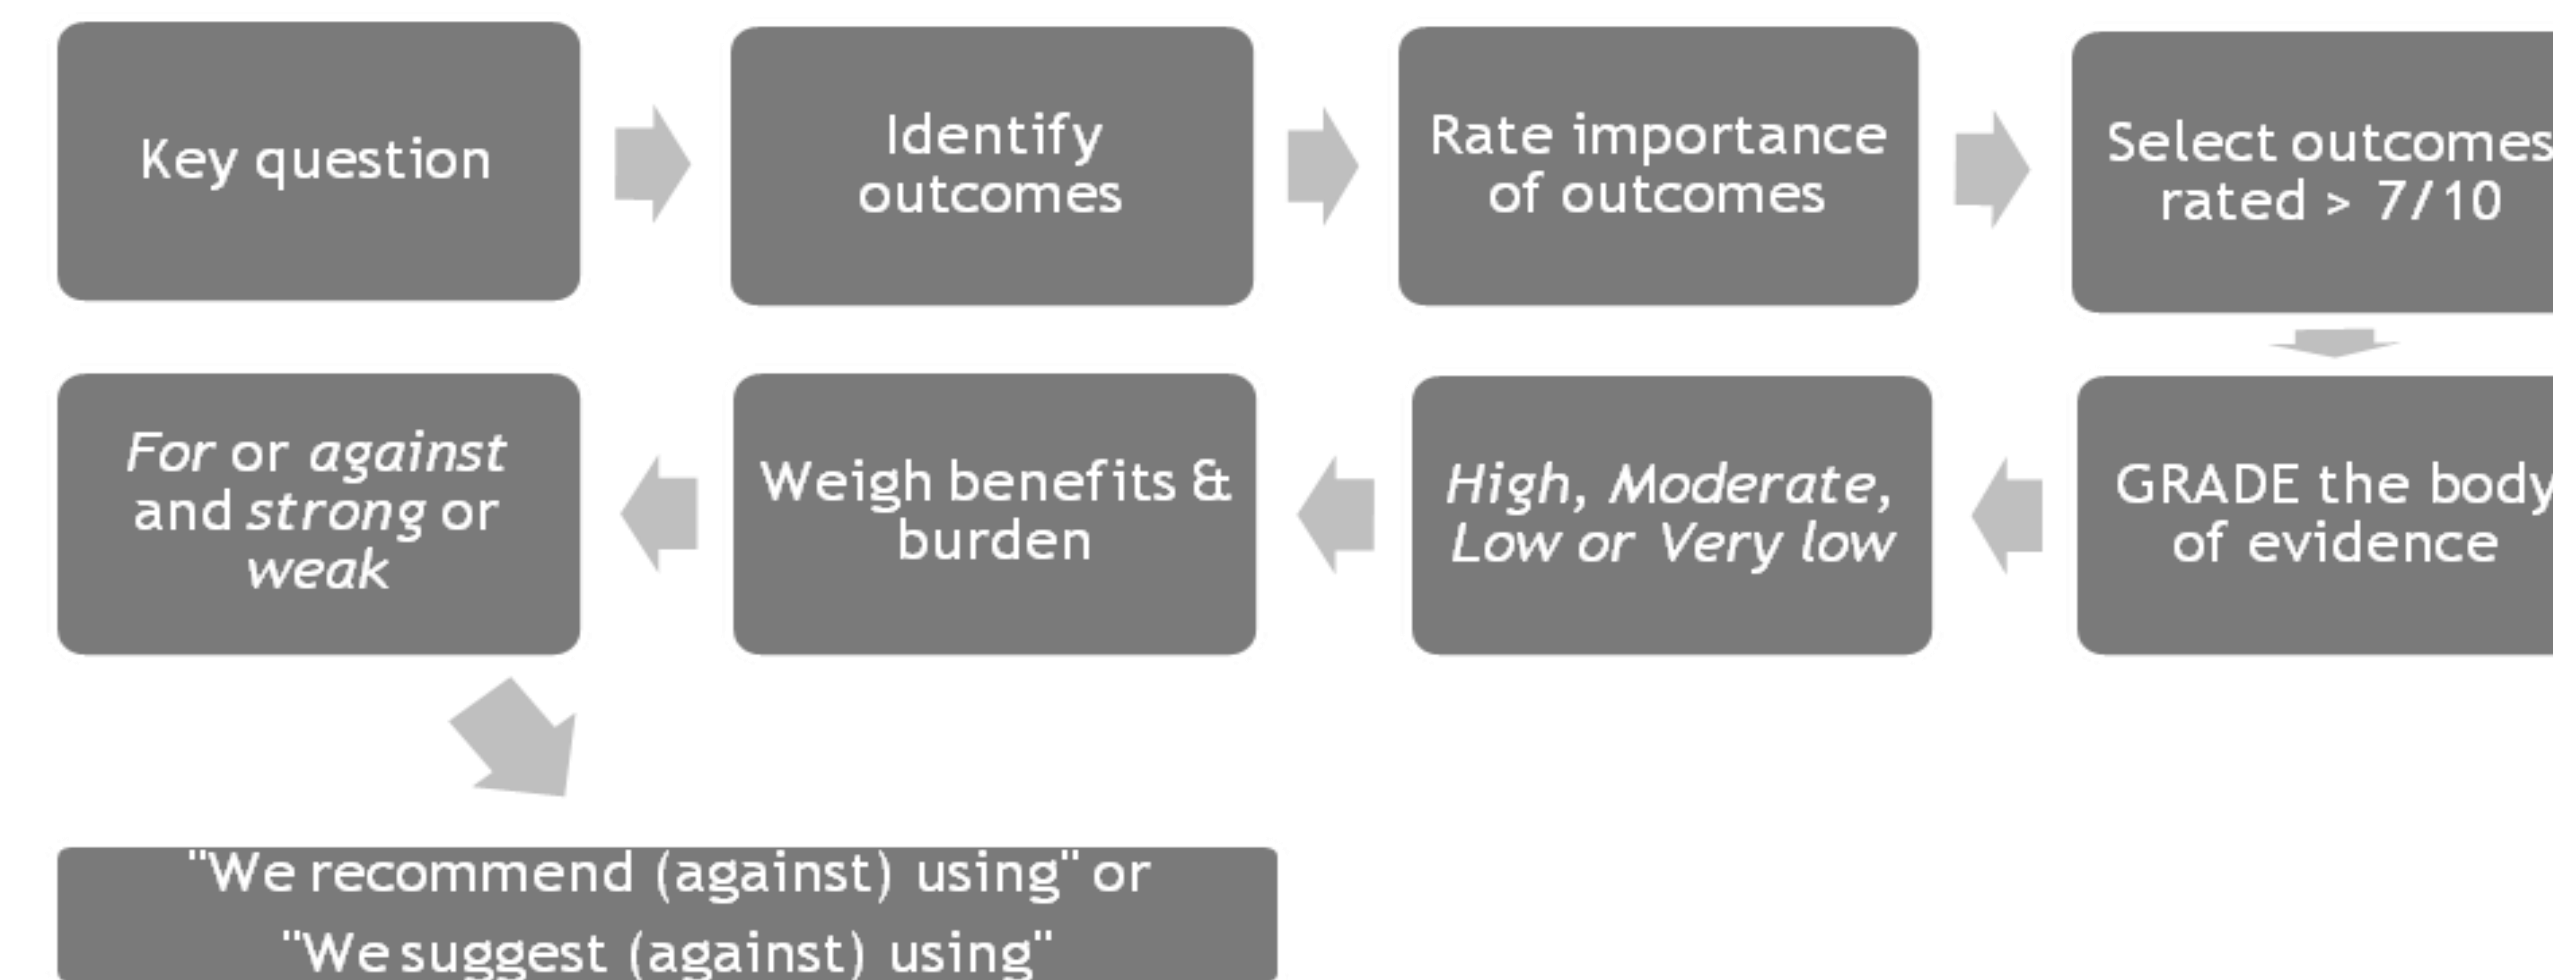 Key question
Identify
outcomes
Rate importance
of outcomes
Select outcomes
rated > 7/10
GRADE the body
of evidence
High, Moderate,
Low or Very low
Weigh benefits &
burden
For or against
and strong or
weak
"We recommend (against) using" or
"We suggest (against) using"